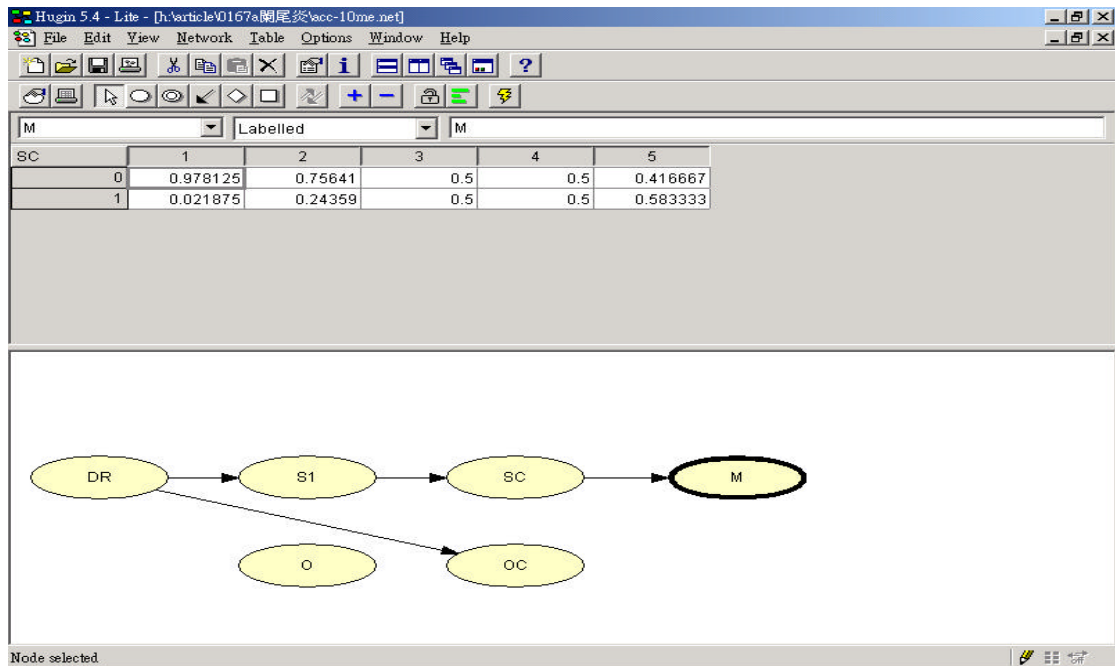 Hugin 5.4 - Lite - [h:\article\0167a闌尾炎\acc-10me.net]
File Edit View Network Table Options Window Help
M Labelled M
SC 1 2 3 4 5
0 0.978125 0.75641 0.5 0.5 0.416667
1 0.021875 0.24359 0.5 0.5 0.583333
DR S1 SC M
O OC
Node selected